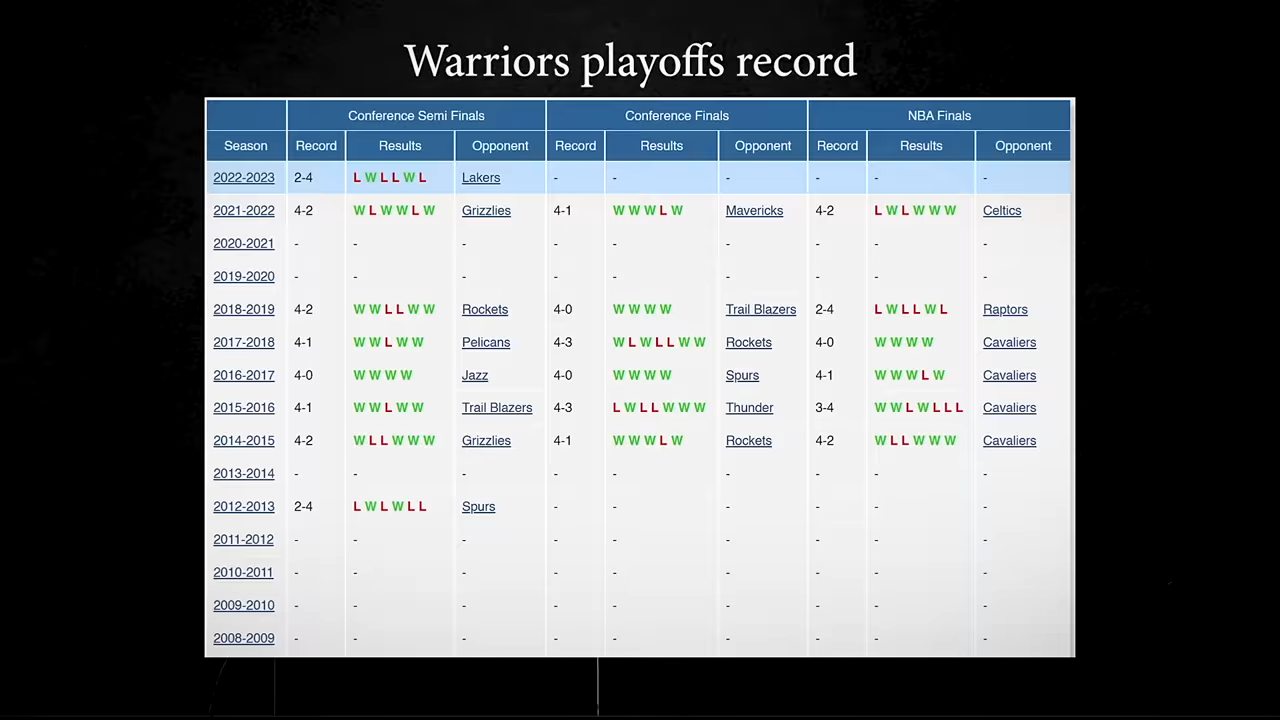 Warriors playoffs record
Conference Semi Finals Conference Finals NBA Finals
Season Record Results Opponent Record Results Opponent Record Results Opponent
2022-2023 2-4 L W L L W L Lakers - - - - - -
2021-2022 4-2 W L W W L W Grizzlies 4-1 W W W L W Mavericks 4-2 L W L W W W Celtics
2020-2021 - - - - - - - - -
2019-2020 - - - - - - - - -
2018-2019 4-2 W W L L W W Rockets 4-0 W W W W Trail Blazers 2-4 L W L L W L Raptors
2017-2018 4-1 W W L W W Pelicans 4-3 W L W L L W W Rockets 4-0 W W W W Cavaliers
2016-2017 4-0 W W W W Jazz 4-0 W W W W Spurs 4-1 W W W L W Cavaliers
2015-2016 4-1 W W L W W Trail Blazers 4-3 L W L L W W W Thunder 3-4 W W L W L L L Cavaliers
2014-2015 4-2 W L L W W W Grizzlies 4-1 W W W L W Rockets 4-2 W L L W W W Cavaliers
2013-2014 - - - - - - - - -
2012-2013 2-4 L W L W L L Spurs - - - - - -
2011-2012 - - - - - - - - -
2010-2011 - - - - - - - - -
2009-2010 - - - - - - - - -
2008-2009 - - - - - - - - -